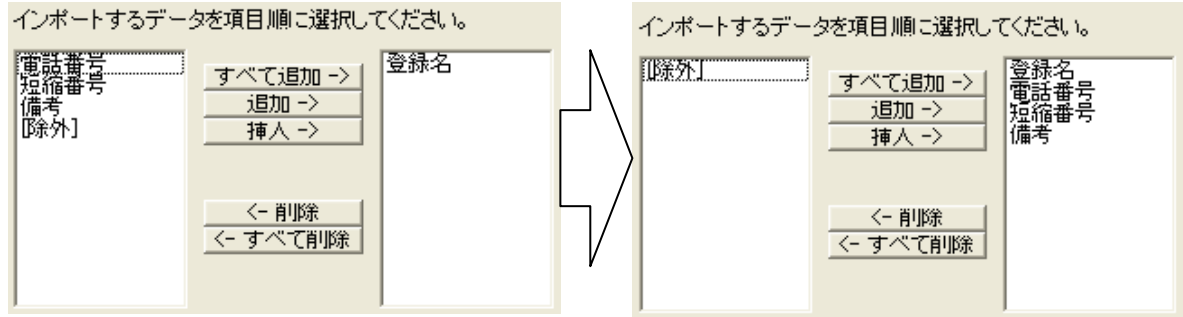 インポートするデータを項目順に選択してください。
電話番号
短縮番号
備考
[除外]
すべて追加 ->
追加 ->
挿入 ->
<- 削除
<- すべて削除
登録名
インポートするデータを項目順に選択してください。
[除外]
すべて追加 ->
追加 ->
挿入 ->
<- 削除
<- すべて削除
登録名
電話番号
短縮番号
備考